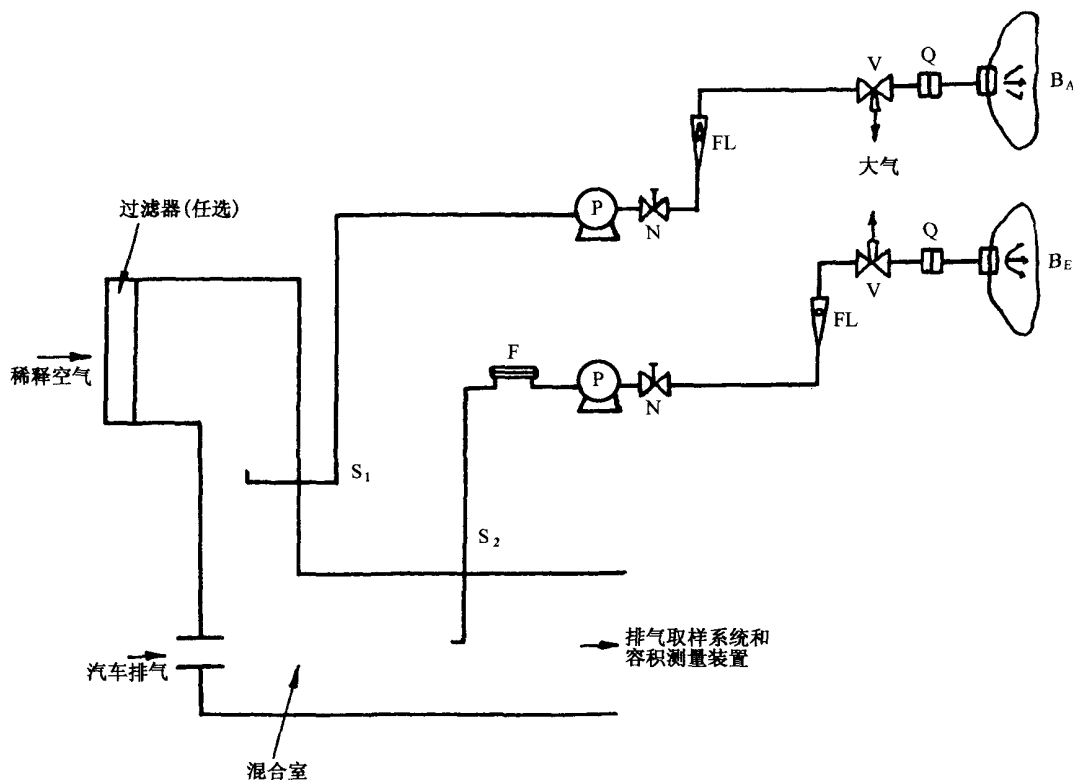 V
Q
B_A
FL
大气
过滤器(任选)
P
N
Q
B_E
V
FL
稀释空气
F
P
N
S_1
S_2
排气取样系统和
容积测量装置
汽车排气
混合室